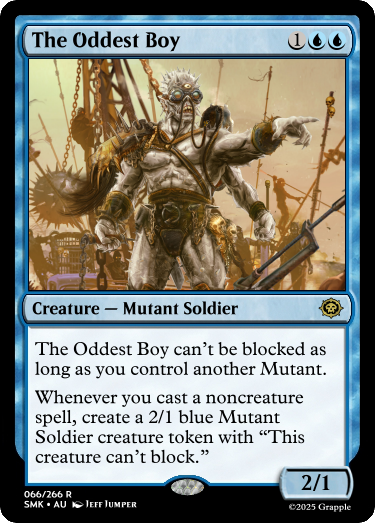 The Oddest Boy 1
Creature — Mutant Soldier
The Oddest Boy can't be blocked as
long as you control another Mutant.
Whenever you cast a noncreature
spell, create a 2/1 blue Mutant
Soldier creature token with “This
creature can't block.”
2/1
066/266 R
SMK • AU Jeff Jumper
©2025 Grapple